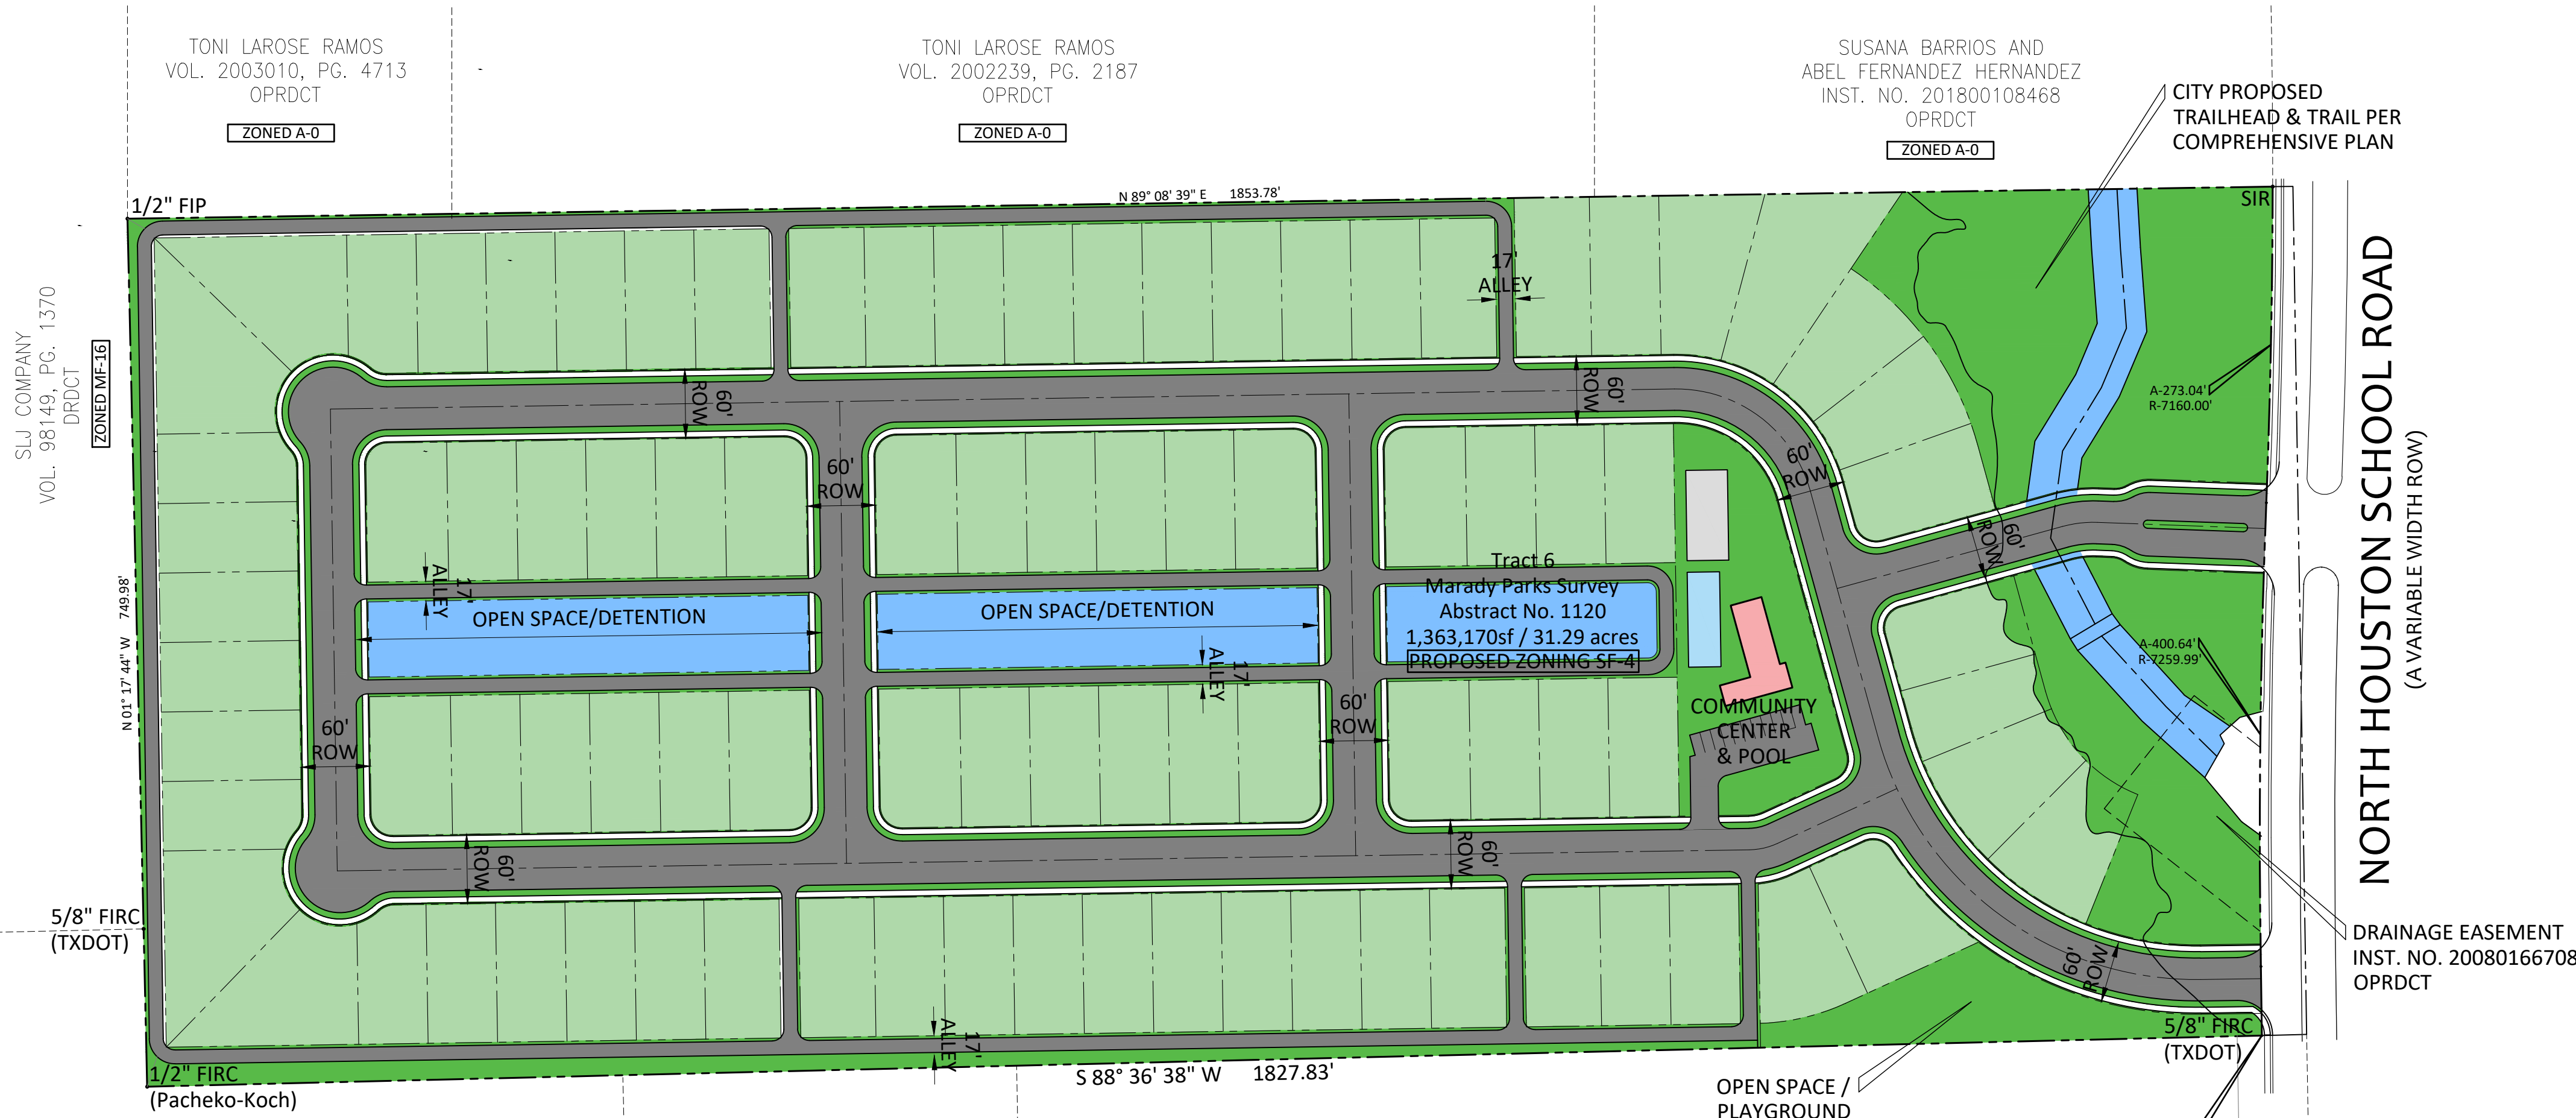 TONI LAROSE RAMOS
VOL. 2003010, PG. 4713
OPRDCT
ZONED A-0
TONI LAROSE RAMOS
VOL. 2002239, PG. 2187
OPRDCT
ZONED A-0
SUSANA BARRIOS AND
ABEL FERNANDEZ HERNANDEZ
INST. NO. 201800108468
OPRDCT
ZONED A-0
CITY PROPOSED
TRAILHEAD & TRAIL PER
COMPREHENSIVE PLAN
1/2" FIP
N 89° 08' 39" E 1853.78'
SIR
SLJ COMPANY
VOL. 98149, PG. 1370
DRDCT
ZONED MF-16
N 01° 17' 44" W 749.98'
17'
ALLEY
60'
ROW
60'
ROW
60'
ROW
60'
ROW
60'
ROW
A-273.04'
R-7160.00'
NORTH HOUSTON SCHOOL ROAD
(A VARIABLE WIDTH ROW)
17'
ALLEY
OPEN SPACE/DETENTION
OPEN SPACE/DETENTION
Tract 6
Marady Parks Survey
Abstract No. 1120
1,363,170sf / 31.29 acres
PROPOSED ZONING SF-4
17'
ALLEY
A-400.64'
R-7259.99'
60'
ROW
60'
ROW
COMMUNITY
CENTER
& POOL
60'
ROW
60'
ROW
60'
ROW
5/8" FIRC
(TXDOT)
DRAINAGE EASEMENT
INST. NO. 20080166708
OPRDCT
17'
ALLEY
5/8" FIRC
(TXDOT)
1/2" FIRC
(Pacheko-Koch)
S 88° 36' 38" W 1827.83'
OPEN SPACE /
PLAYGROUND